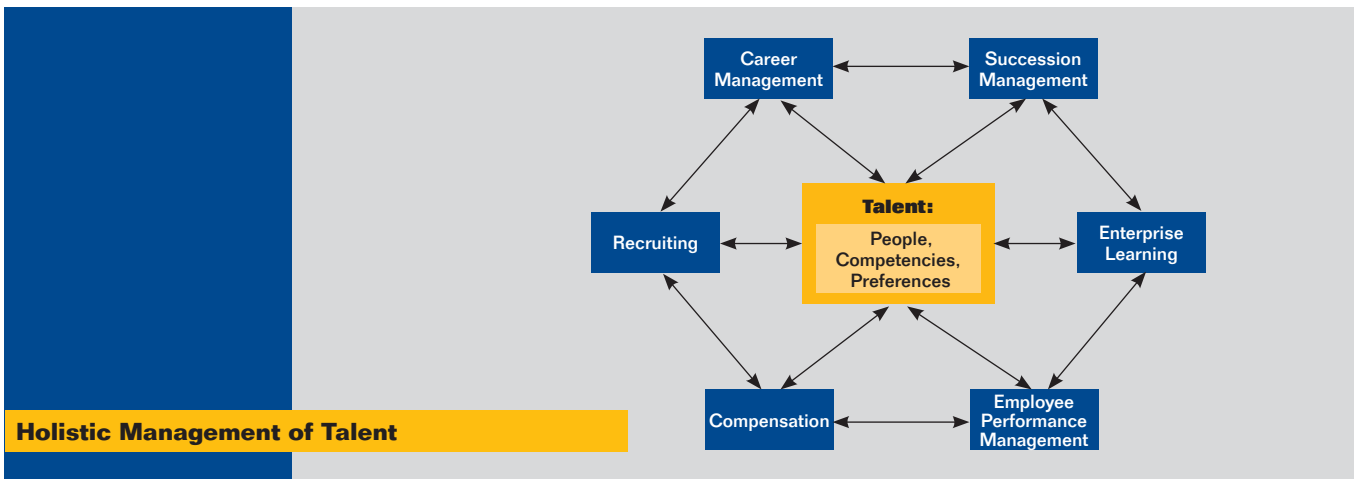 Career
Management
Succession
Management
Talent:
People,
Competencies,
Preferences
Recruiting
Enterprise
Learning
Compensation
Employee
Performance
Management
Holistic Management of Talent